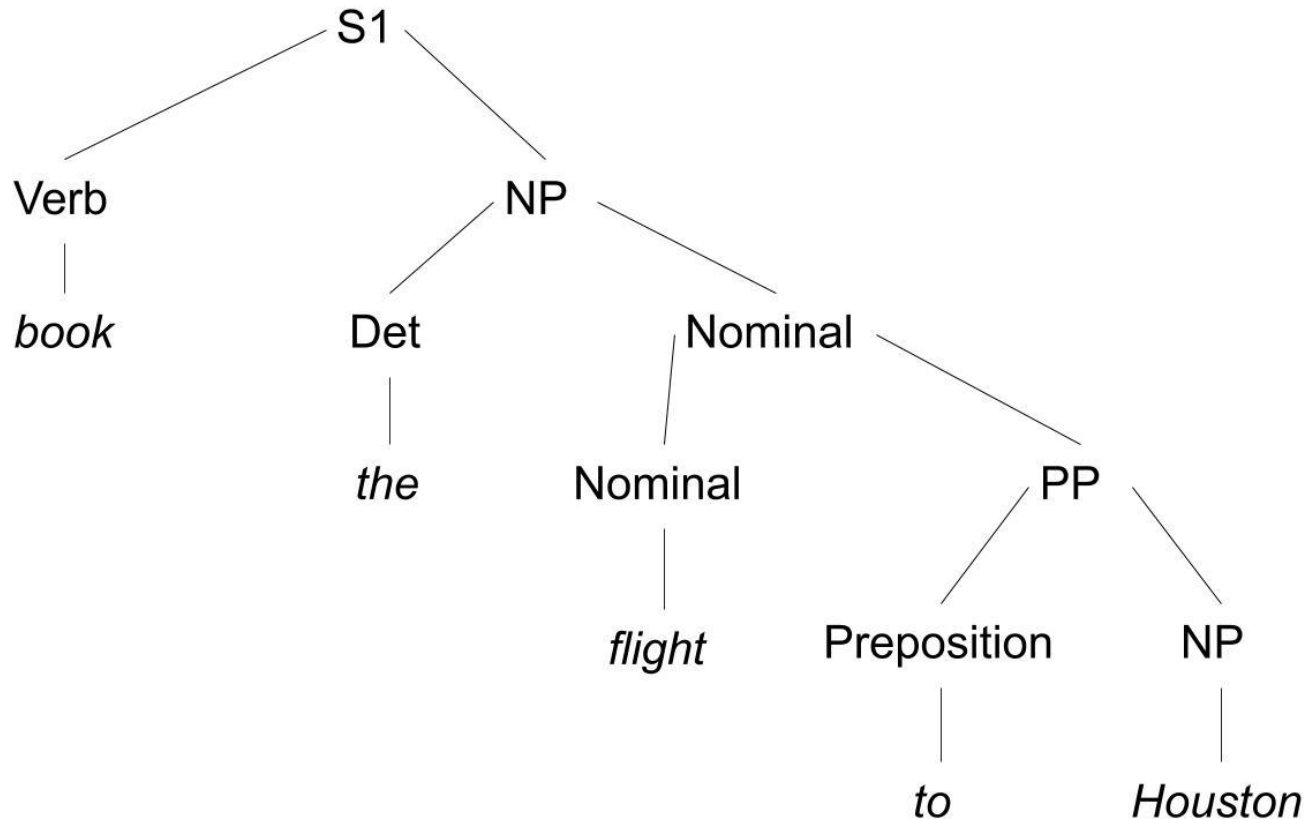 S1
Verb NP
book Det Nominal
the Nominal PP
flight Preposition NP
to Houston